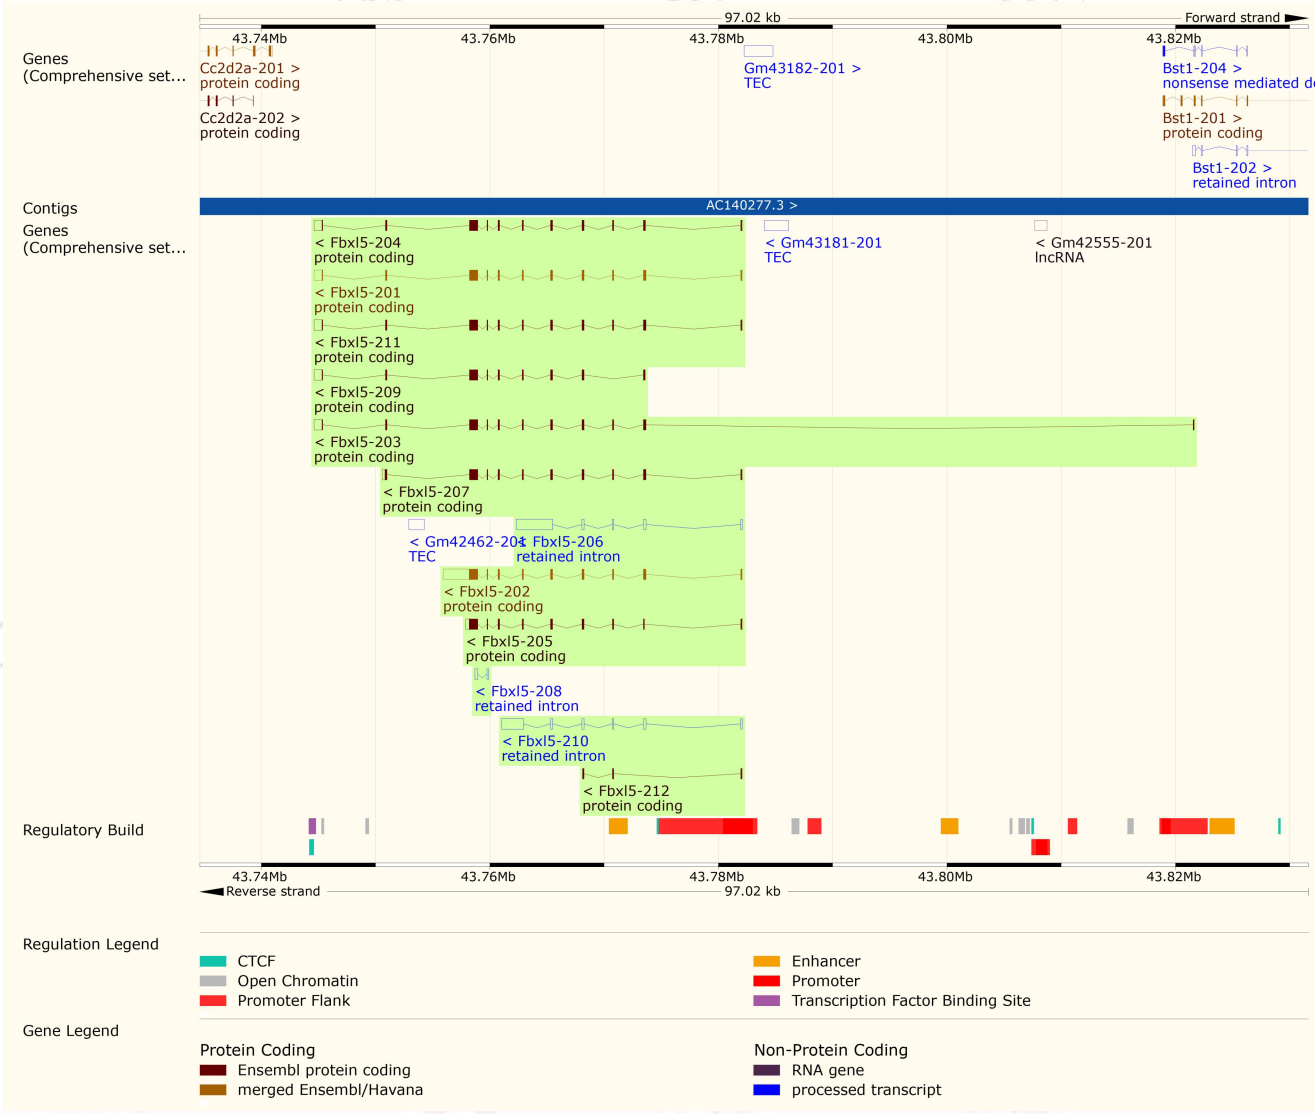 97.02 kb
Forward strand
43.74Mb 43.76Mb 43.78Mb 43.80Mb 43.82Mb
Genes
(Comprehensive set...
Cc2d2a-201 >
protein coding
Gm43182-201 >
TEC
Bst1-204 >
nonsense mediated de
Cc2d2a-202 >
protein coding
Bst1-201 >
protein coding
Bst1-202 >
retained intron
Contigs
AC140277.3 >
Genes
(Comprehensive set...
< Fbxl5-204
protein coding
< Gm43181-201
TEC
< Gm42555-201
lncRNA
< Fbxl5-201
protein coding
< Fbxl5-211
protein coding
< Fbxl5-209
protein coding
< Fbxl5-203
protein coding
< Fbxl5-207
protein coding
< Gm42462-201
TEC
< Fbxl5-206
retained intron
< Fbxl5-202
protein coding
< Fbxl5-205
protein coding
< Fbxl5-208
retained intron
< Fbxl5-210
retained intron
< Fbxl5-212
protein coding
Regulatory Build
43.74Mb 43.76Mb 43.78Mb 43.80Mb 43.82Mb
Reverse strand
97.02 kb
Regulation Legend
CTCF
Open Chromatin
Promoter Flank
Enhancer
Promoter
Transcription Factor Binding Site
Gene Legend
Protein Coding
Ensembl protein coding
merged Ensembl/Havana
Non-Protein Coding
RNA gene
processed transcript